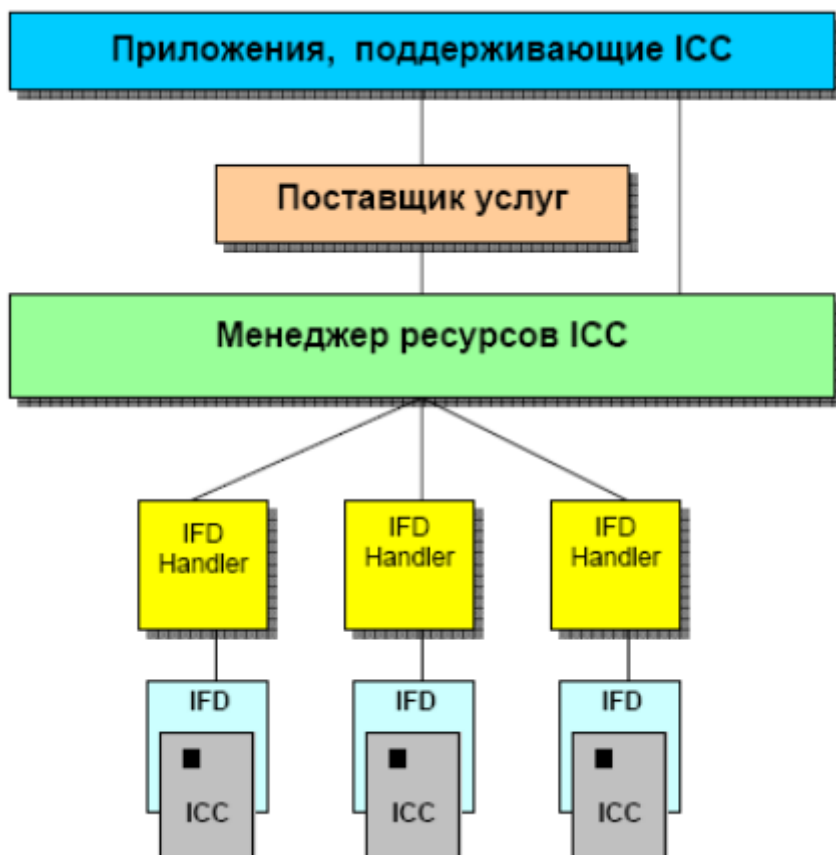 Приложения, поддерживающие ICC
Поставщик услуг
Менеджер ресурсов ICC
IFD
Handler
IFD
Handler
IFD
Handler
IFD
IFD
IFD
ICC
ICC
ICC